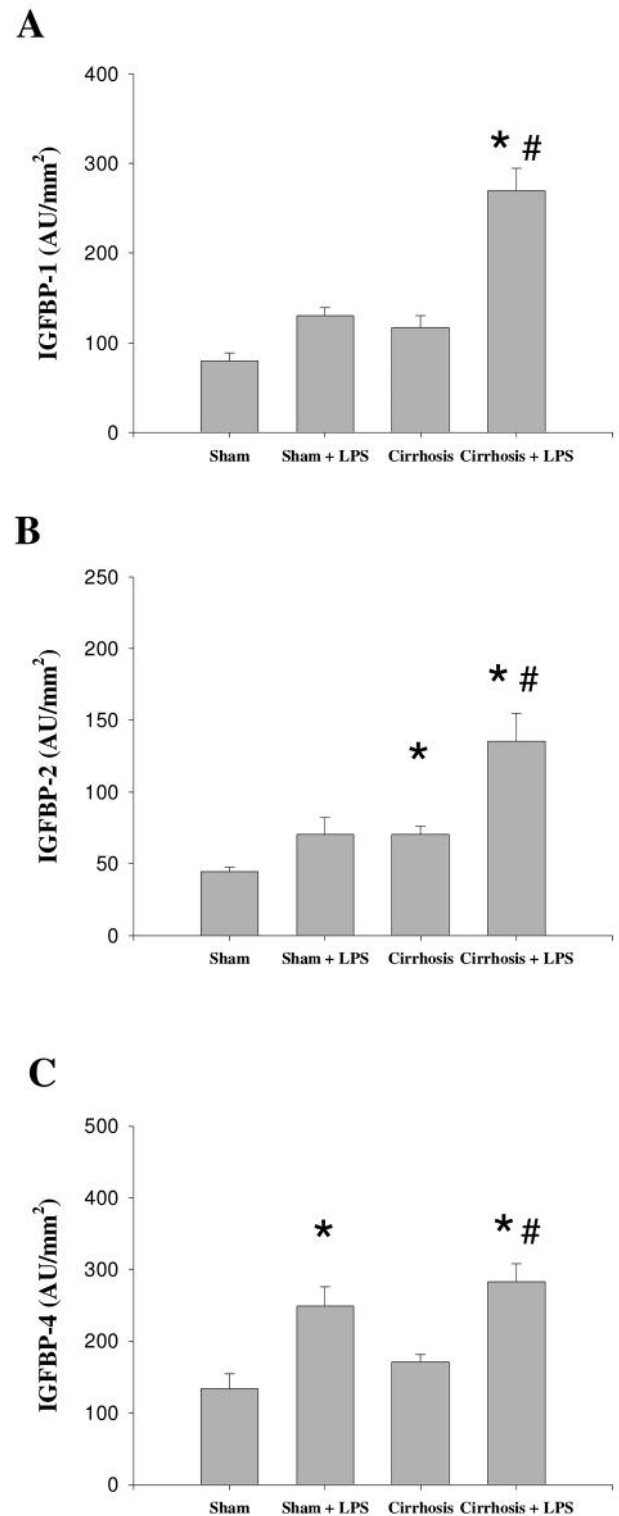 A
IGFBP-1 (AU/mm²)
400
300
200
100
0
* #
Sham Sham + LPS Cirrhosis Cirrhosis + LPS
B
IGFBP-2 (AU/mm²)
250
200
150
100
50
0
*
* #
Sham Sham + LPS Cirrhosis Cirrhosis + LPS
C
IGFBP-4 (AU/mm²)
500
400
300
200
100
0
*
* #
Sham Sham + LPS Cirrhosis Cirrhosis + LPS